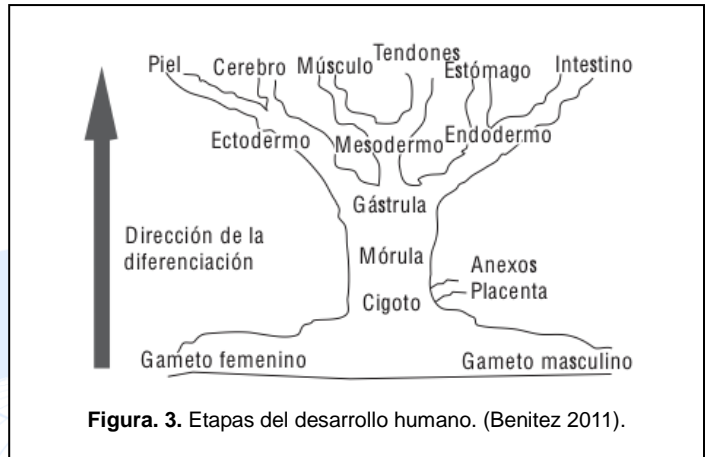 Piel Cerebro Músculo Tendones Estómago Intestino
Ectodermo Mesodermo Endodermo
Gástrula
Dirección de la
diferenciación
Mórula
Anexos
Placenta
Cigoto
Gameto femenino Gameto masculino
Figura. 3. Etapas del desarrollo humano. (Benitez 2011).